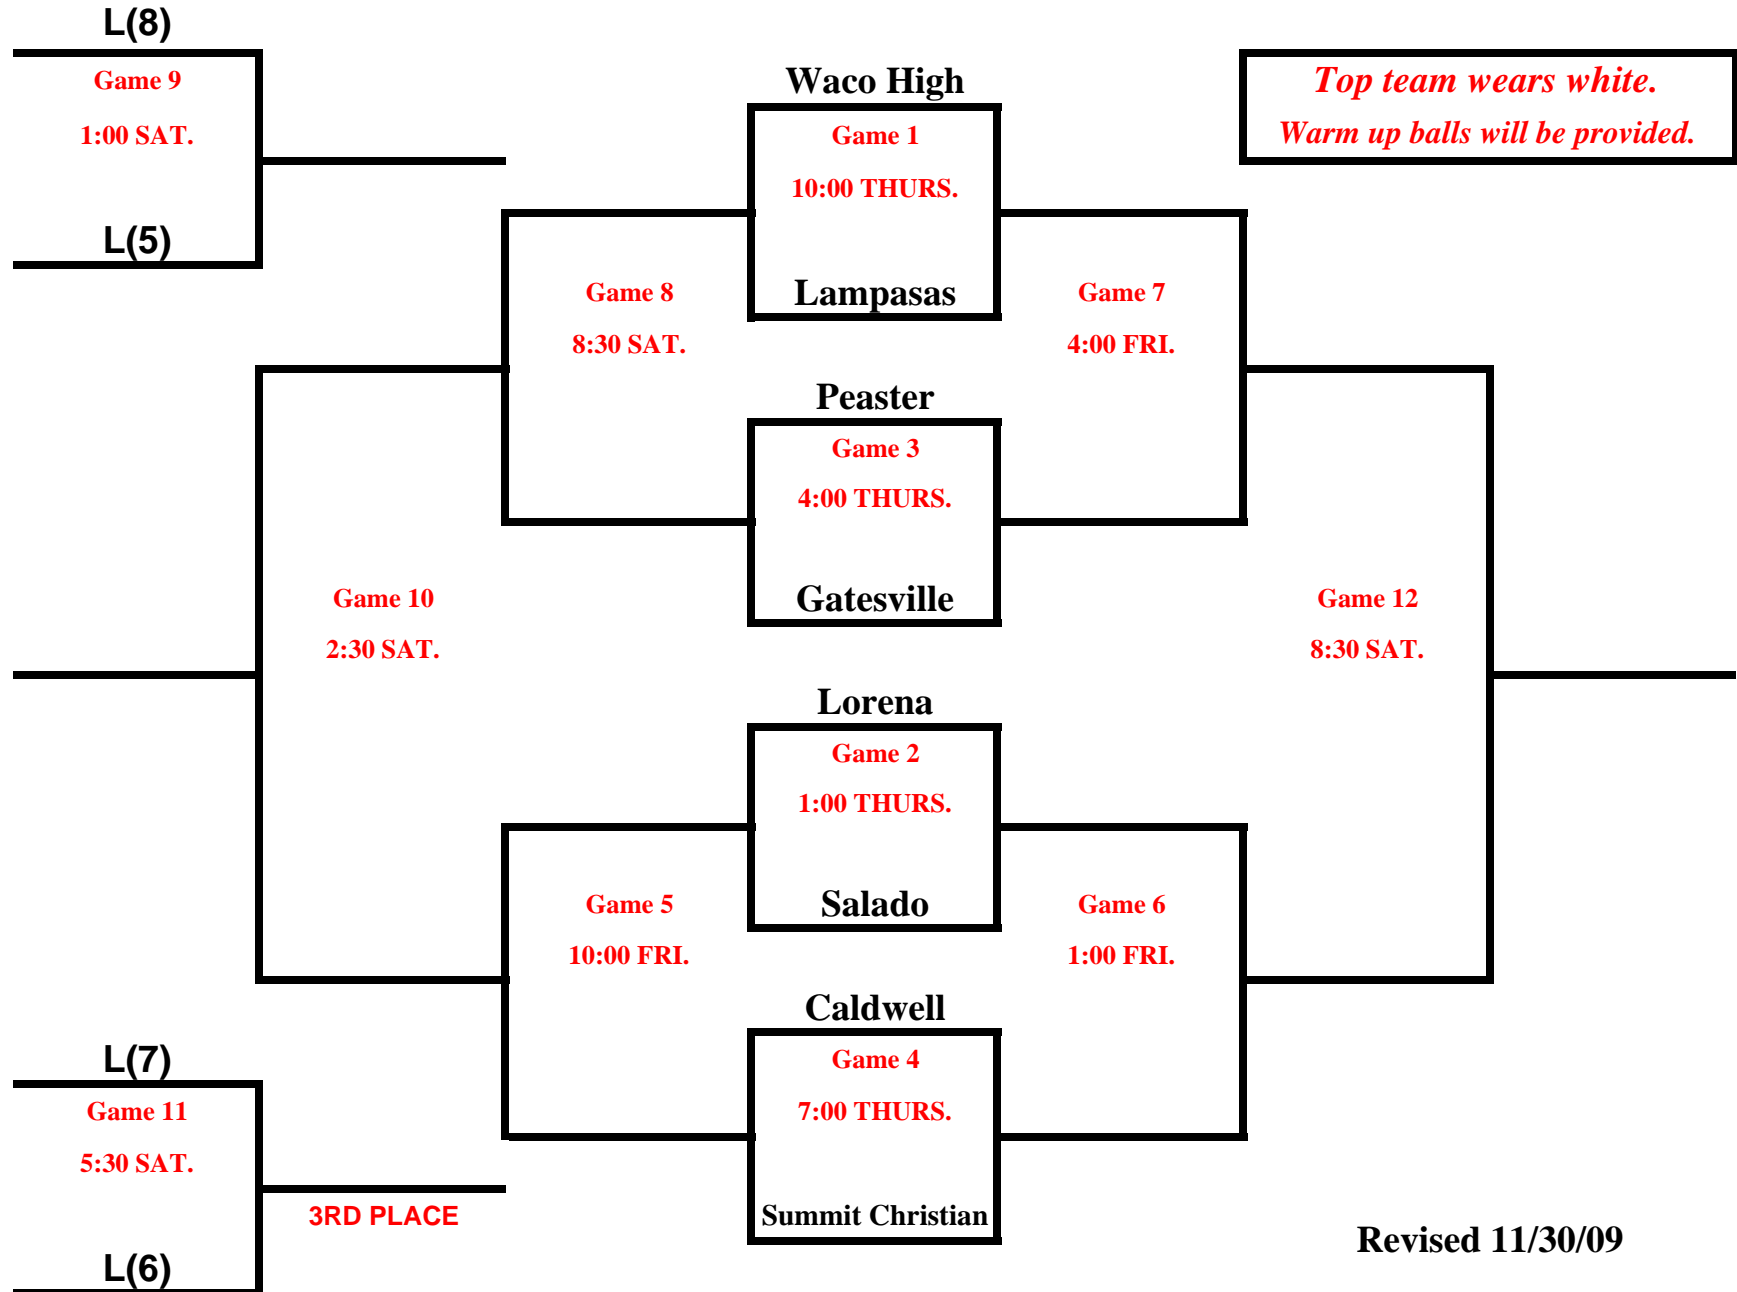 L(8)
Game 9
1:00 SAT.
L(5)
Waco High
Game 1
10:00 THURS.
Lampasas
Top team wears white.
Warm up balls will be provided.
Game 8
8:30 SAT.
Game 7
4:00 FRI.
Peaster
Game 3
4:00 THURS.
Gatesville
Game 10
2:30 SAT.
Game 12
8:30 SAT.
Lorena
Game 2
1:00 THURS.
Salado
Game 5
10:00 FRI.
Game 6
1:00 FRI.
Caldwell
Game 4
7:00 THURS.
Summit Christian
L(7)
Game 11
5:30 SAT.
3RD PLACE
L(6)
Revised 11/30/09